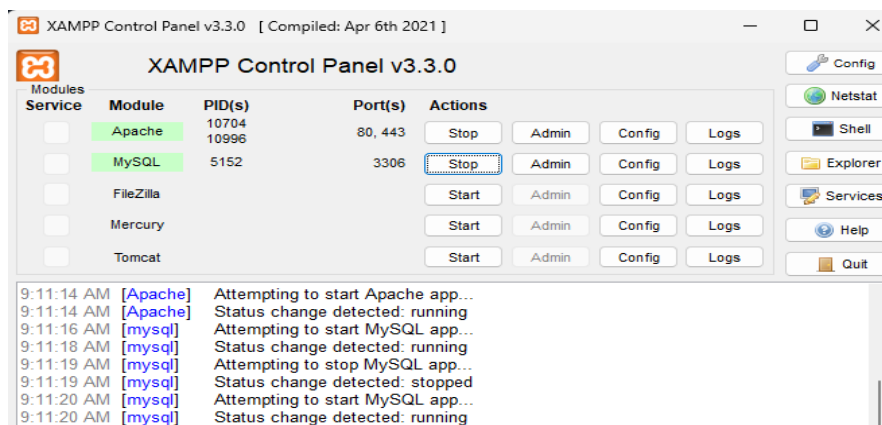 XAMPP Control Panel v3.3.0 [ Compiled: Apr 6th 2021 ]
XAMPP Control Panel v3.3.0
Config
Modules
Service Module PID(s) Port(s) Actions
Netstat
Apache 10704 10996 80, 443 Stop Admin Config Logs
Shell
MySQL 5152 3306 Stop Admin Config Logs
Explorer
FileZilla Start Admin Config Logs
Services
Mercury Start Admin Config Logs
Help
Tomcat Start Admin Config Logs
Quit
9:11:14 AM [Apache] Attempting to start Apache app...
9:11:14 AM [Apache] Status change detected: running
9:11:16 AM [mysql] Attempting to start MySQL app...
9:11:18 AM [mysql] Status change detected: running
9:11:19 AM [mysql] Attempting to stop MySQL app...
9:11:19 AM [mysql] Status change detected: stopped
9:11:20 AM [mysql] Attempting to start MySQL app...
9:11:20 AM [mysql] Status change detected: running